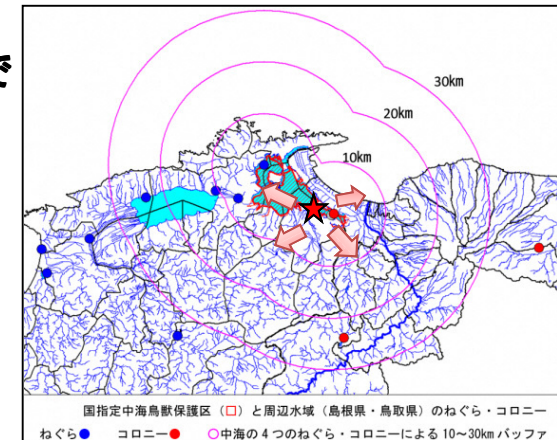 で
30km
20km
10km
国指定中海鳥獣保護区（□）と周辺水域（島根県・鳥取県）のねぐら・コロニー
ねぐら● コロニー● ○中海の4つのねぐら・コロニーによる10～30kmバッファ